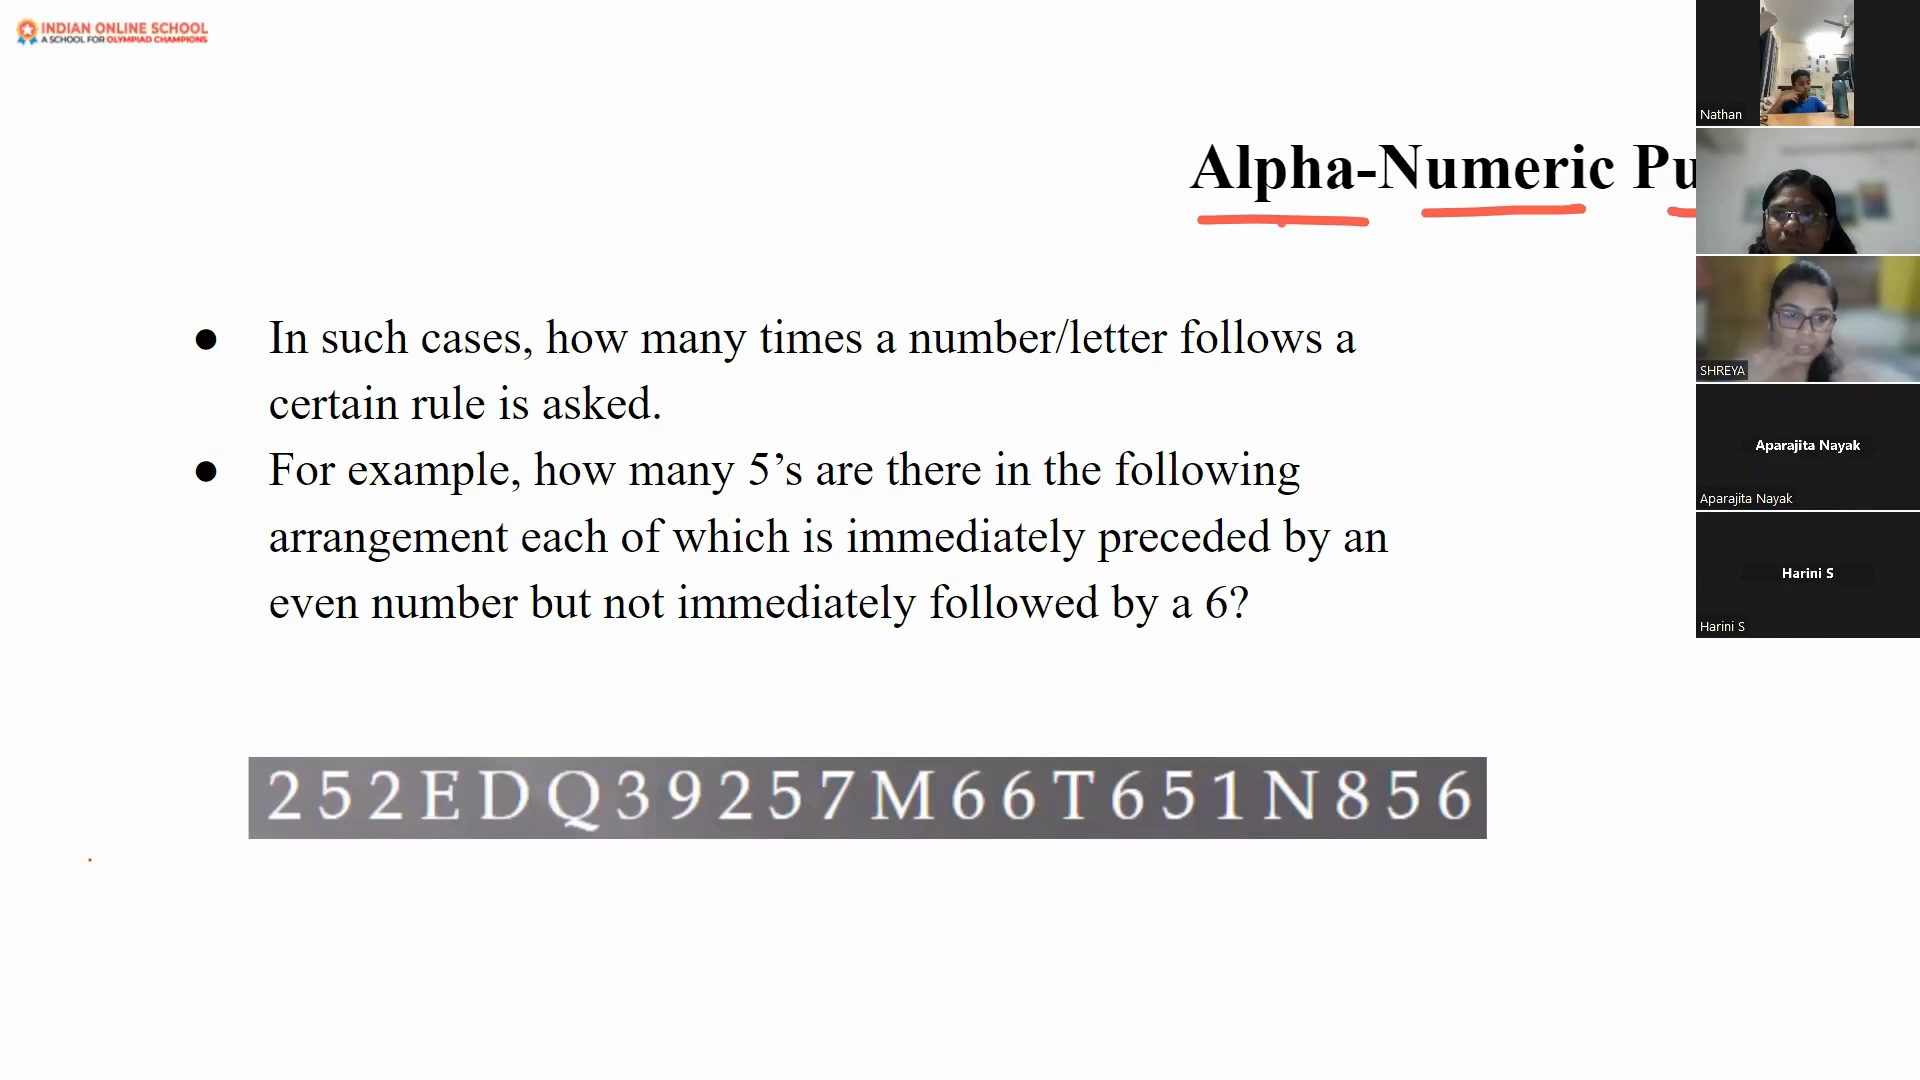 INDIAN ONLINE SCHOOL
A SCHOOL FOR OLYMPIAD CHAMPIONS
Alpha-Numeric Pu
● In such cases, how many times a number/letter follows a
certain rule is asked.
● For example, how many 5’s are there in the following
arrangement each of which is immediately preceded by an
even number but not immediately followed by a 6?
2 5 2 E D Q 3 9 2 5 7 M 6 6 T 6 5 1 N 8 5 6
Nathan
SHREYA
Aparajita Nayak
Aparajita Nayak
Harini S
Harini S